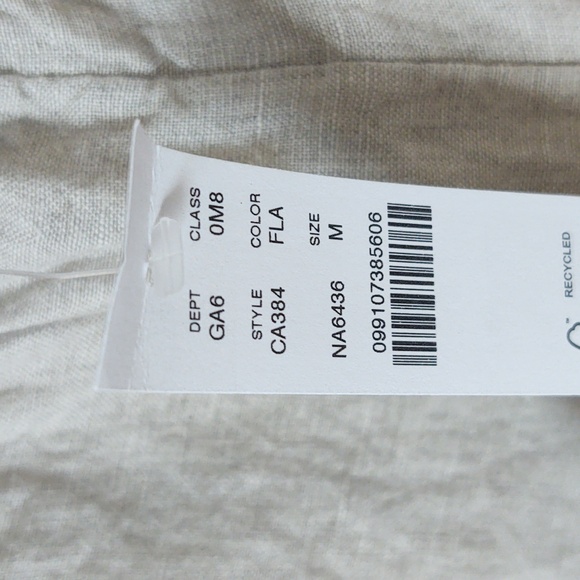 DEPT CLASS
GA6 0M8
STYLE COLOR
CA384 FLA
SIZE
NA6436 M
099107385606
RECYCLED